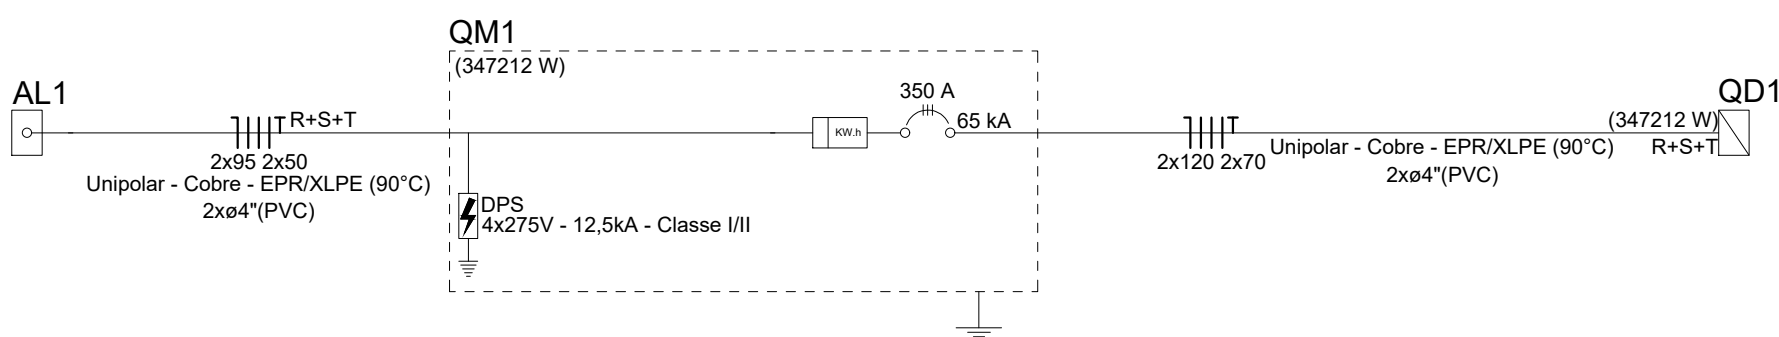 QM1
(347212 W)
AL1
R+S+T
2x95 2x50
Unipolar - Cobre - EPR/XLPE (90°C)
2xø4"(PVC)
DPS
4x275V - 12,5kA - Classe I/II
KW.h
350 A
65 kA
2x120 2x70
Unipolar - Cobre - EPR/XLPE (90°C)
2xø4"(PVC)
QD1
(347212 W)
R+S+T